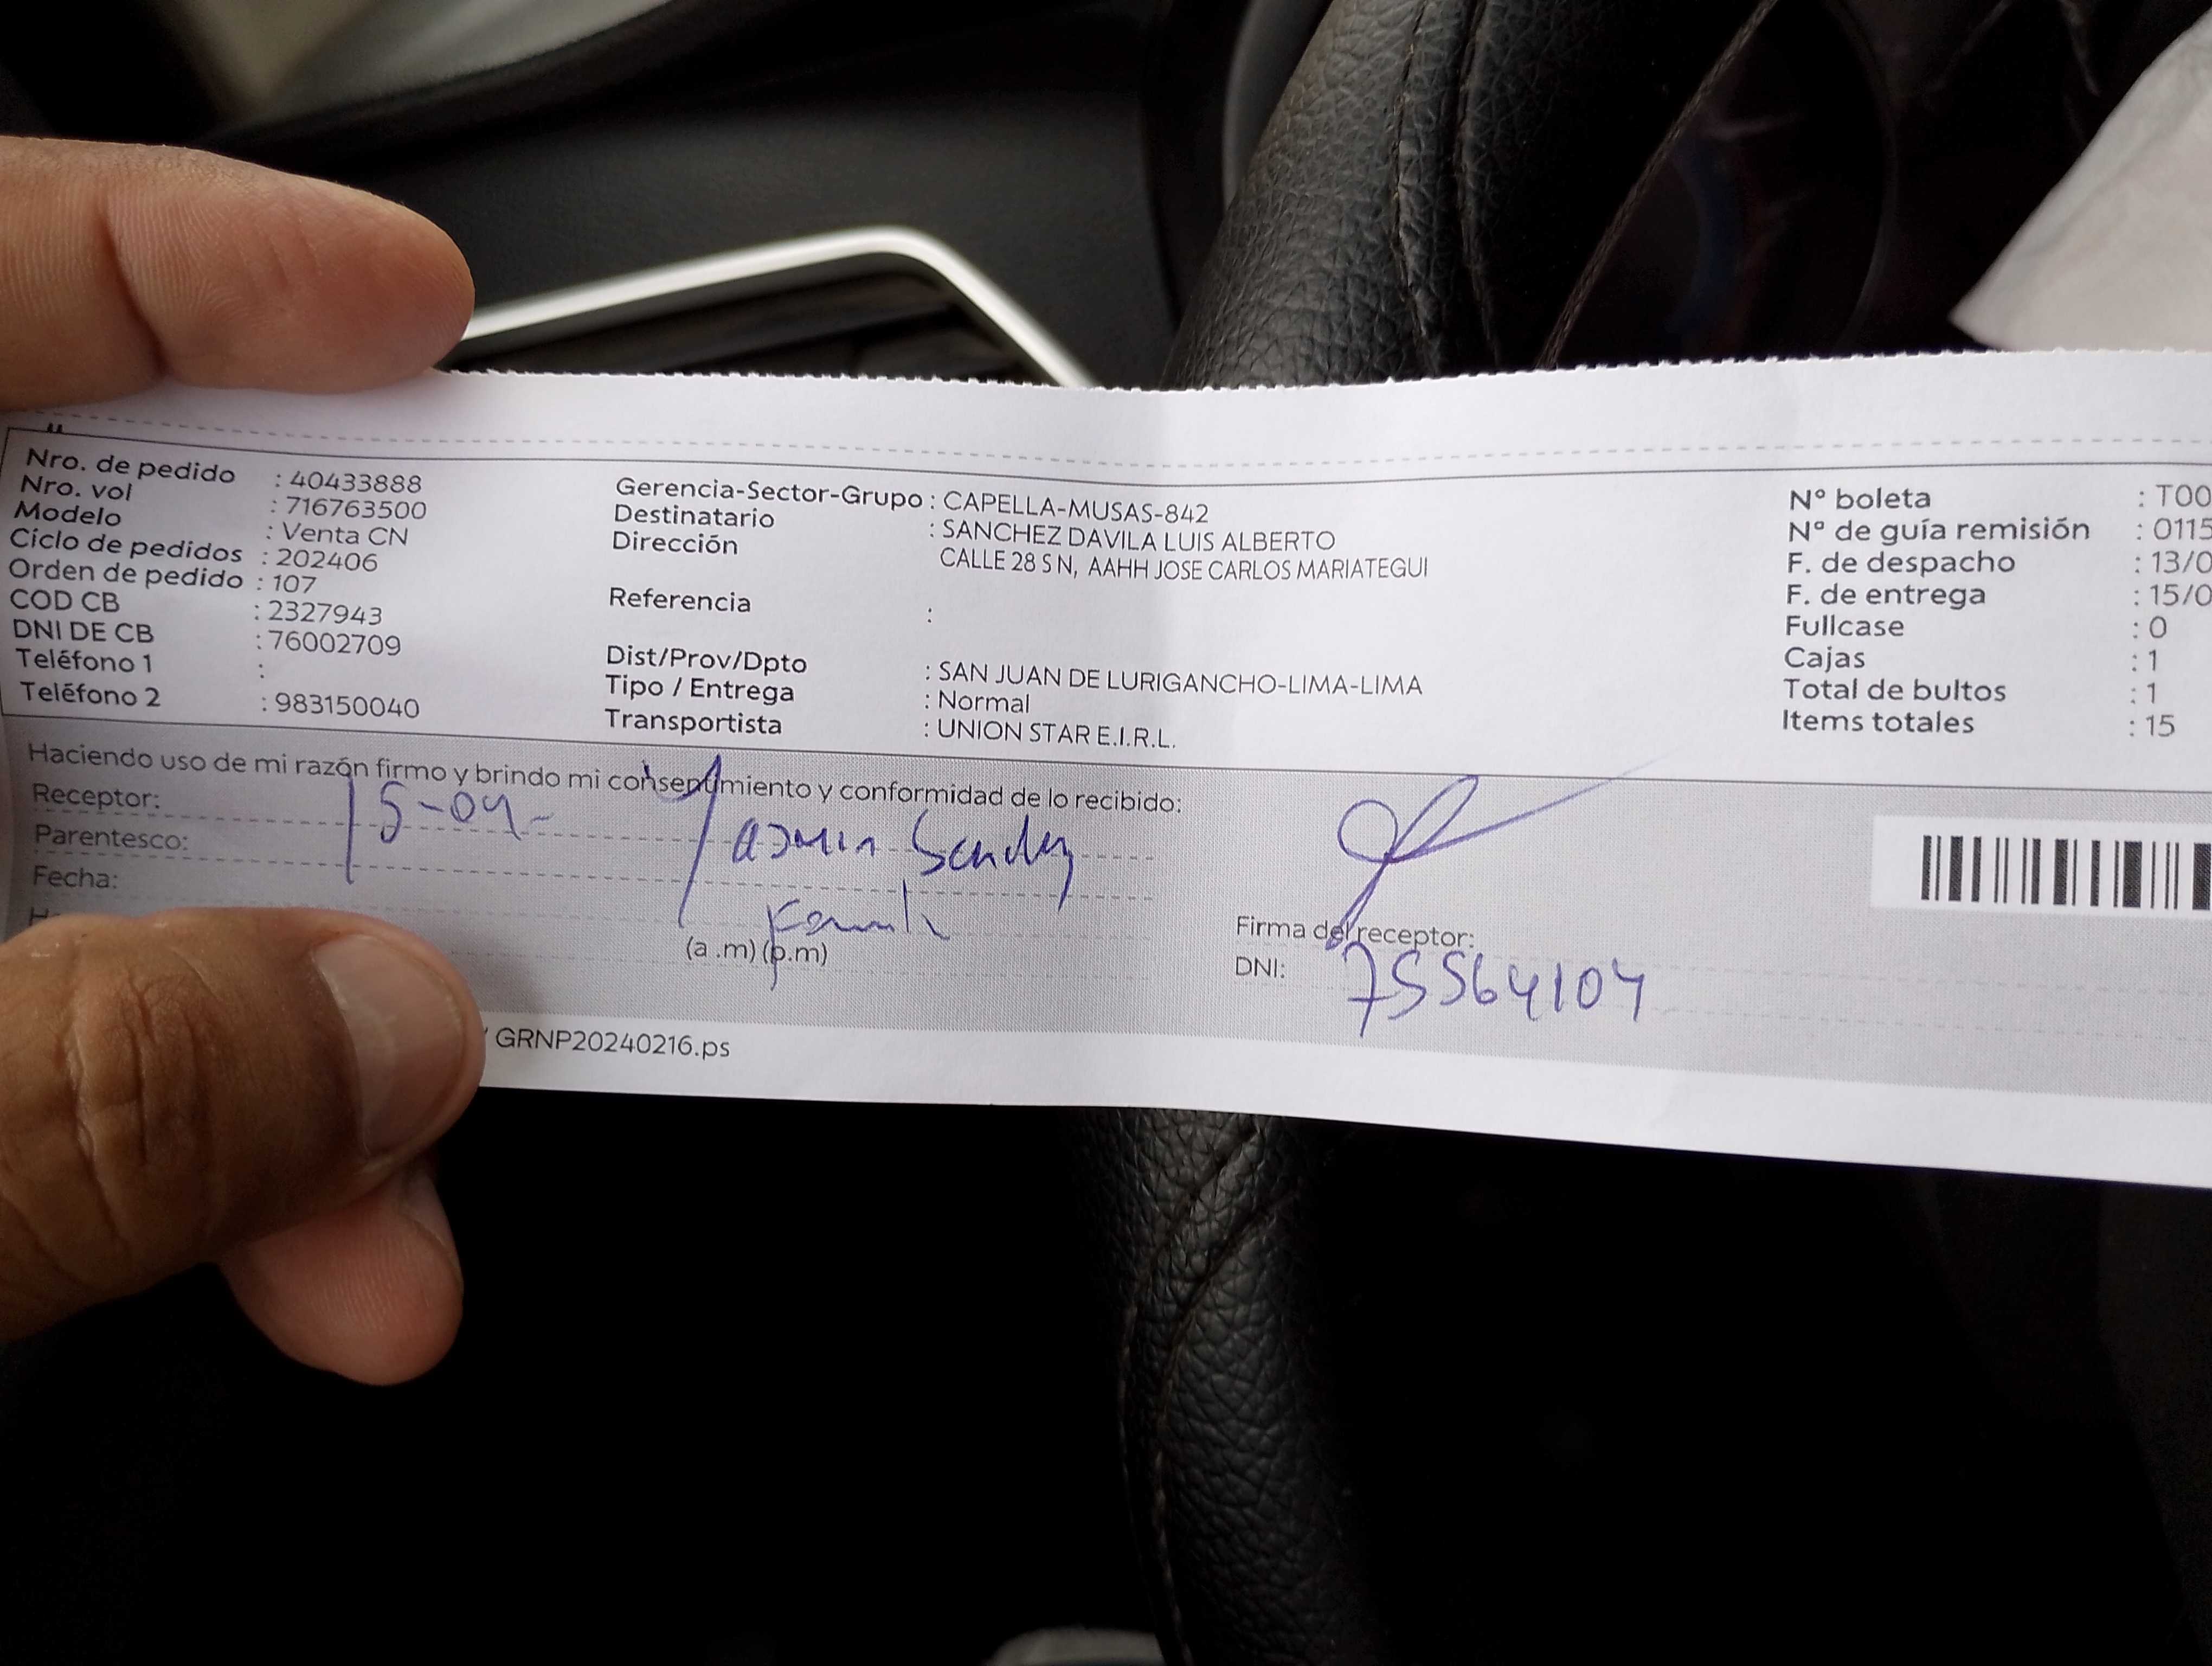 Nro. de pedido : 40433888
Nro. vol : 716763500
Modelo : Venta CN
Ciclo de pedidos : 202406
Orden de pedido : 107
COD CB : 2327943
DNI DE CB : 76002709
Teléfono 1 :
Teléfono 2 : 983150040
Gerencia-Sector-Grupo : CAPELLA-MUSAS-842
Destinatario : SANCHEZ DAVILA LUIS ALBERTO
Dirección CALLE 28 S N, AAHH JOSE CARLOS MARIATEGUI
Referencia :
Dist/Prov/Dpto : SAN JUAN DE LURIGANCHO-LIMA-LIMA
Tipo / Entrega : Normal
Transportista : UNION STAR E.I.R.L.
N° boleta : T00
N° de guía remisión : 0115
F. de despacho : 13/0
F. de entrega : 15/0
Fullcase : 0
Cajas : 1
Total de bultos : 1
Items totales : 15
Haciendo uso de mi razón firmo y brindo mi consentimiento y conformidad de lo recibido:
Receptor: 15-04-
Parentesco: Yasmin
Fecha:
(a .m) (p.m)
Firma del receptor:
DNI: 75564104
GRNP20240216.ps